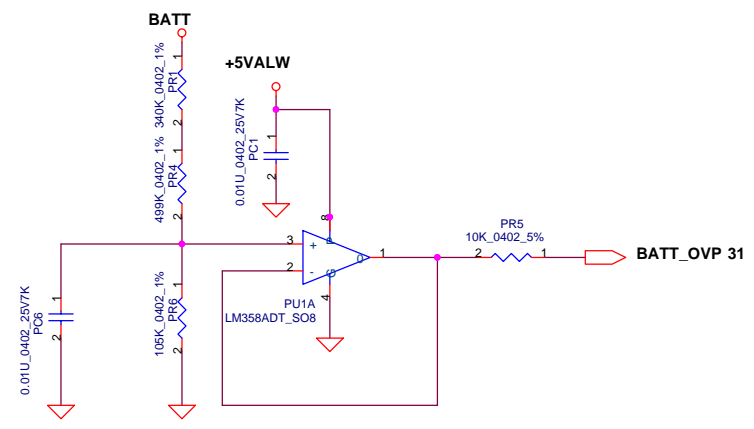 BATT
1
PR1
340K_0402_1%
2
1
PR4
499K_0402_1%
2
+5VALW
1
PC1
0.01U_0402_25V7K
2
8
P
3
+
2
-
0
1
G
4
PU1A
LM358ADT_SO8
PR5
10K_0402_5%
2
1
BATT_OVP 31
1
PC6
0.01U_0402_25V7K
2
1
PR6
105K_0402_1%
2